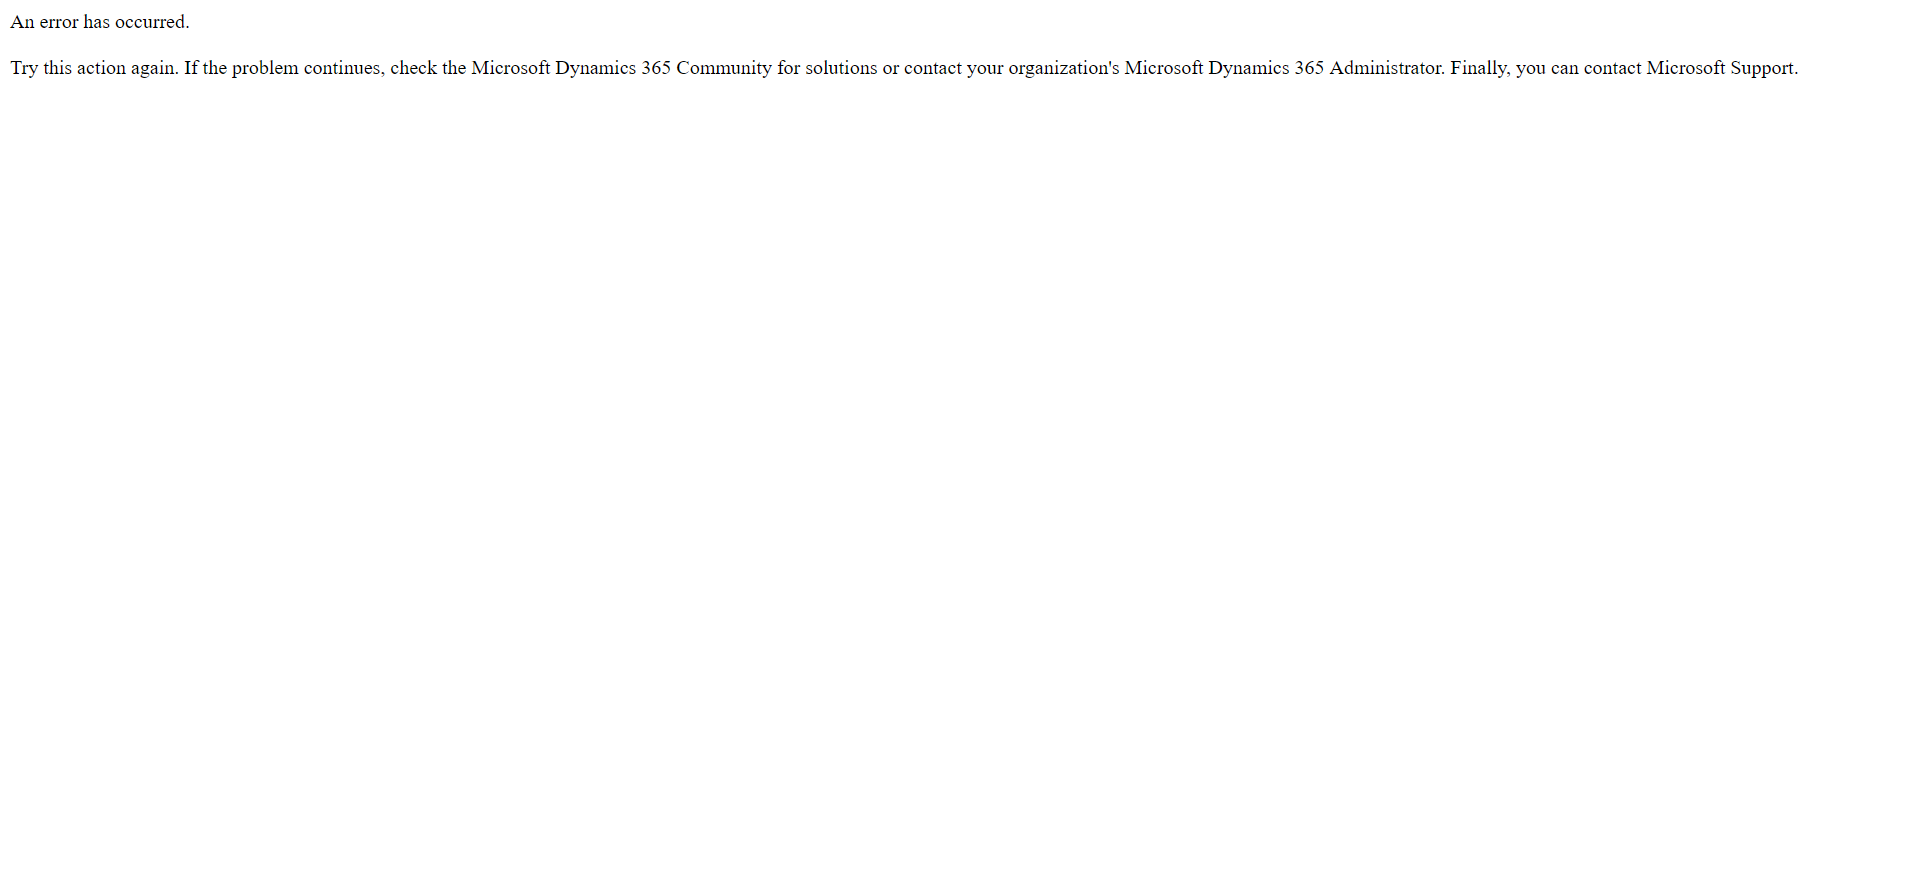 An error has occurred.
Try this action again. If the problem continues, check the Microsoft Dynamics 365 Community for solutions or contact your organization's Microsoft Dynamics 365 Administrator. Finally, you can contact Microsoft Support.